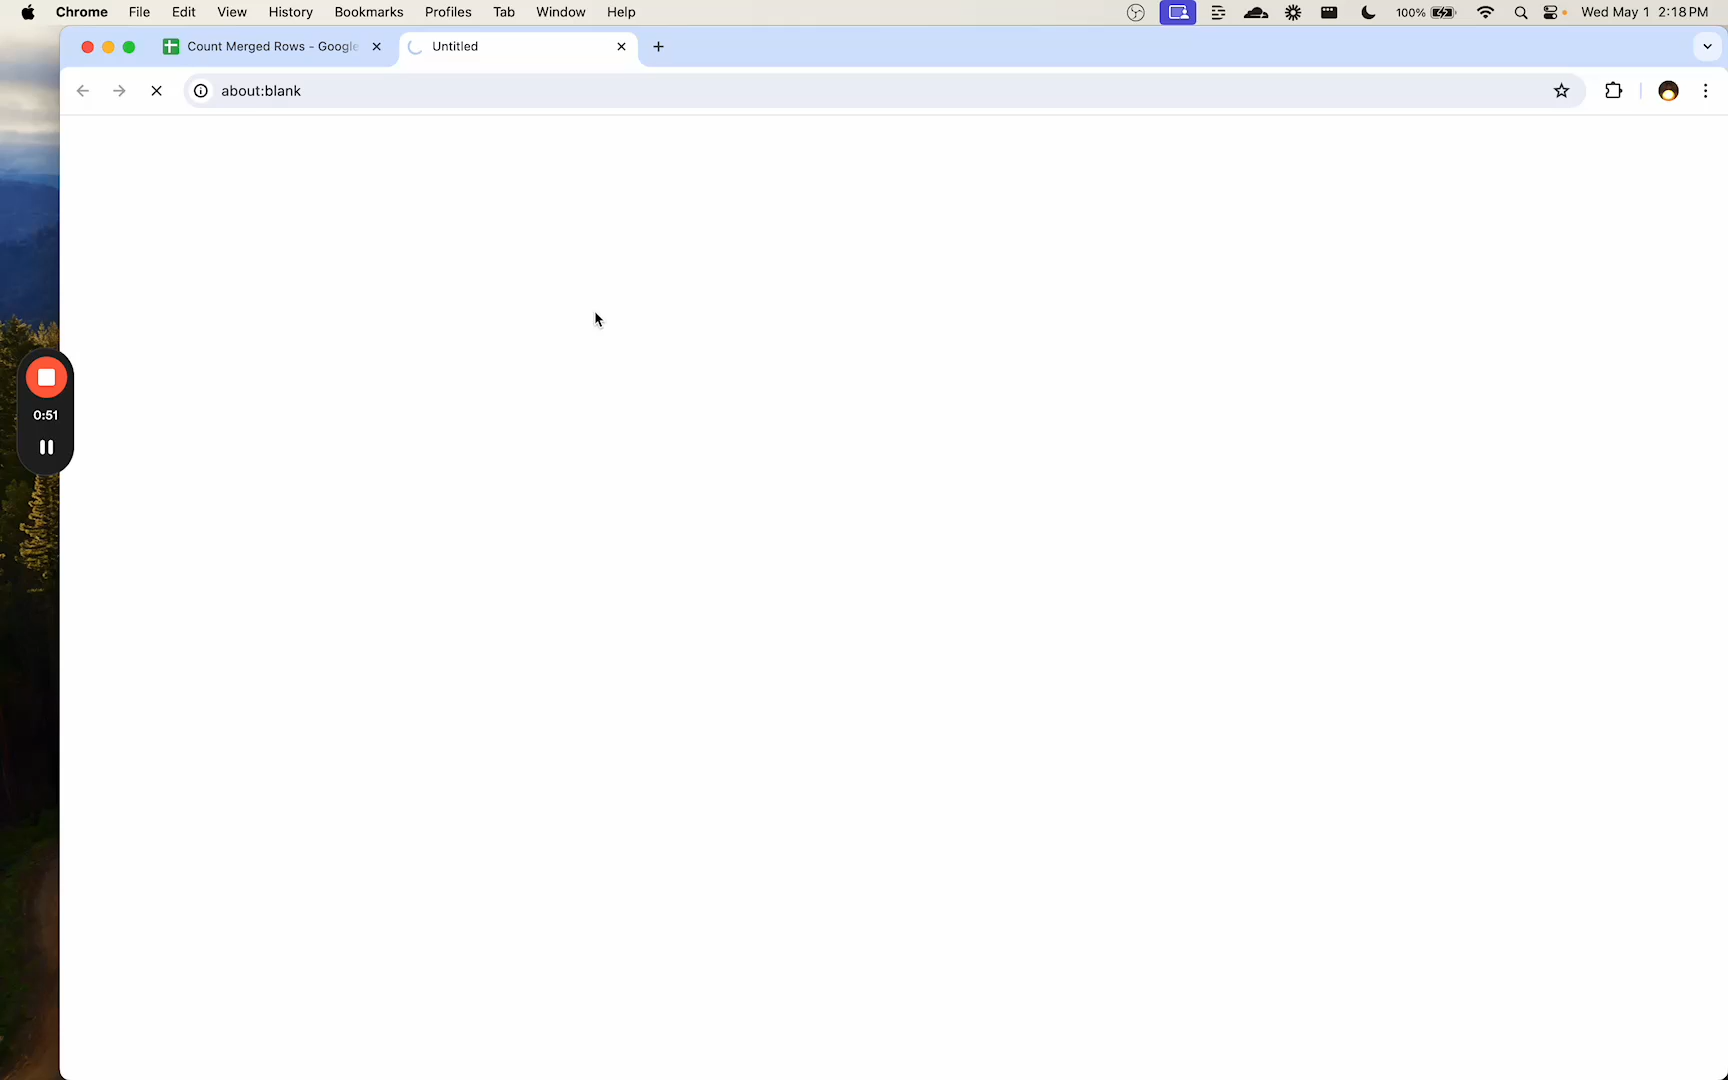 Chrome File Edit View History Bookmarks Profiles Tab Window Help 100% Wed May 1 2:18 PM
Count Merged Rows - Google Untitled
about:blank
0:51